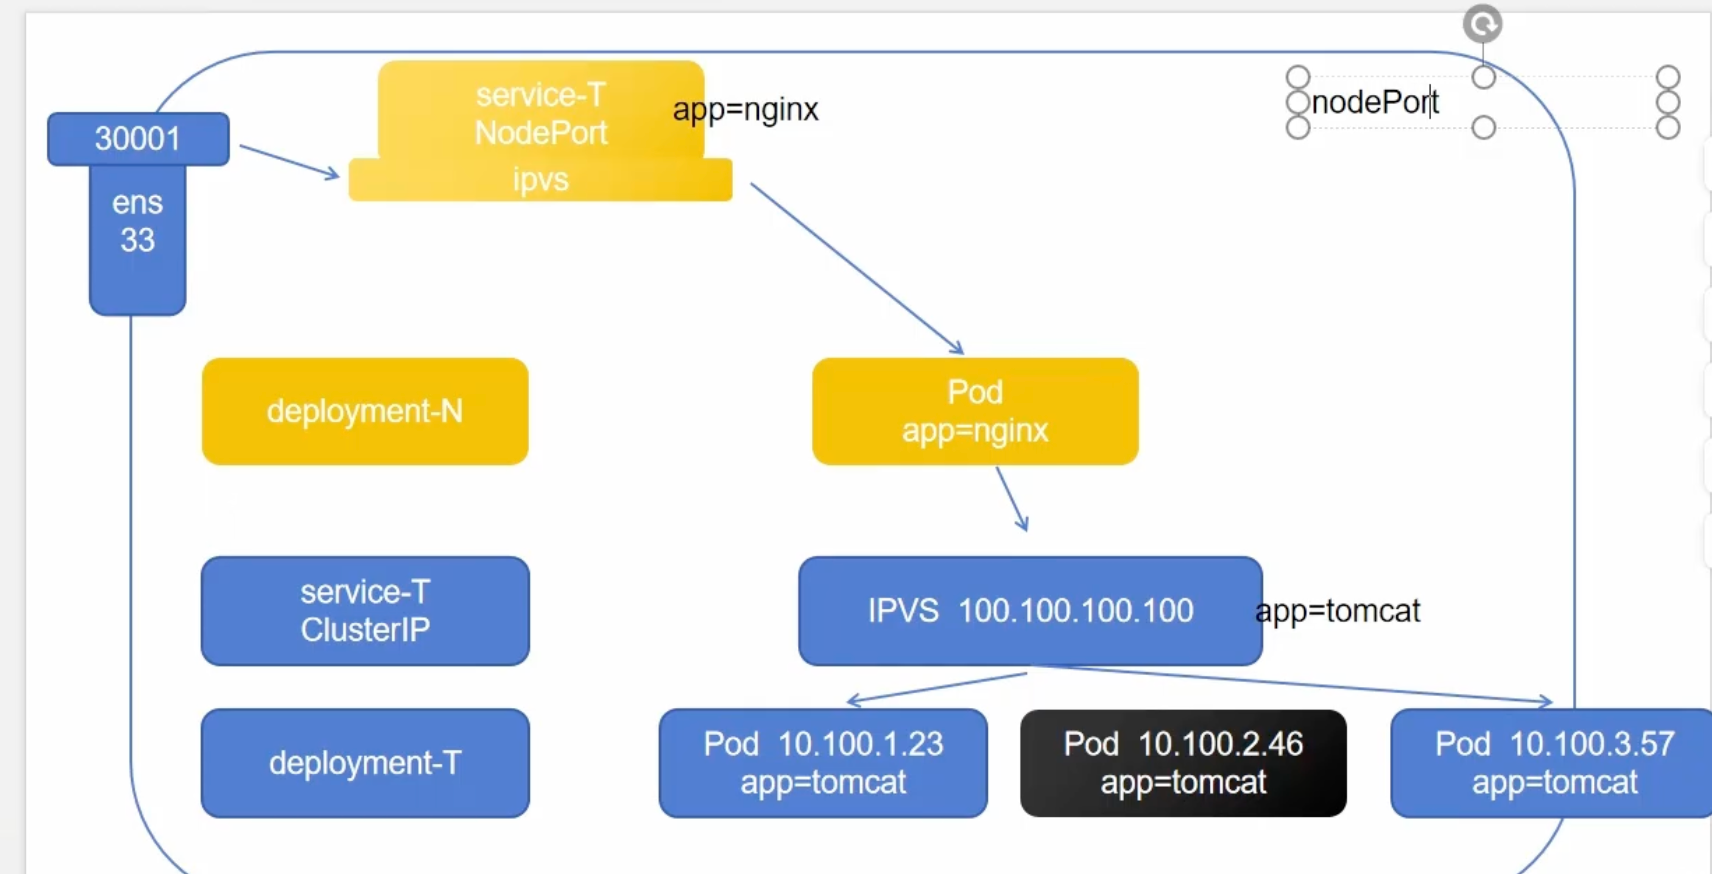 service-T
NodePort
app=nginx
nodePort
30001
ipvs
ens
33
deployment-N
Pod
app=nginx
service-T
ClusterIP
IPVS 100.100.100.100
app=tomcat
deployment-T
Pod 10.100.1.23
app=tomcat
Pod 10.100.2.46
app=tomcat
Pod 10.100.3.57
app=tomcat